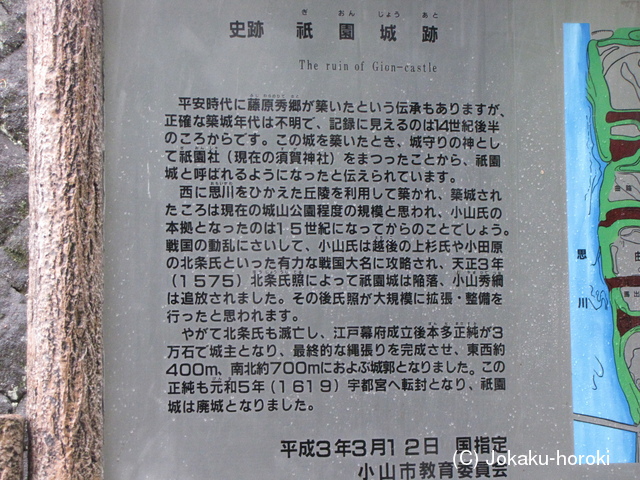 ぎ おん じょう あと
史跡 祇園城跡
The ruin of Gion-castle
平安時代に藤原秀郷が築いたという伝承もありますが、
正確な築城年代は不明で、記録に見えるのは14世紀後半
のころからです。この城を築いたとき、城守りの神とし
て祇園社(現在の須賀神社)をまつったことから、祇園
城と呼ばれるようになったと伝えられています。
西に思川をひかえた丘陵を利用して築かれ、築城され
たころは現在の城山公園程度の規模と思われ、小山氏の
本拠となったのは15世紀になってからのことでしょう。
戦国の動乱にさいして、小山氏は越後の上杉氏や小田原
の北条氏といった有力な戦国大名に攻略され、天正3年
(1575)北条氏照によって祇園城は陥落、小山秀綱
は追放されました。その後氏照が大規模に拡張・整備を
行ったと思われます。
やがて北条氏も滅亡し、江戸幕府成立後本多正純が3
万石で城主となり、最終的な縄張りを完成させ、東西約
400m、南北約700mにおよぶ城郭となりました。この
正純も元和5年(1619)宇都宮へ転封となり、祇園
城は廃城となりました。
平成3年3月12日 国指定
小山市教育委員会
思
川
(C) Jokaku-horoki